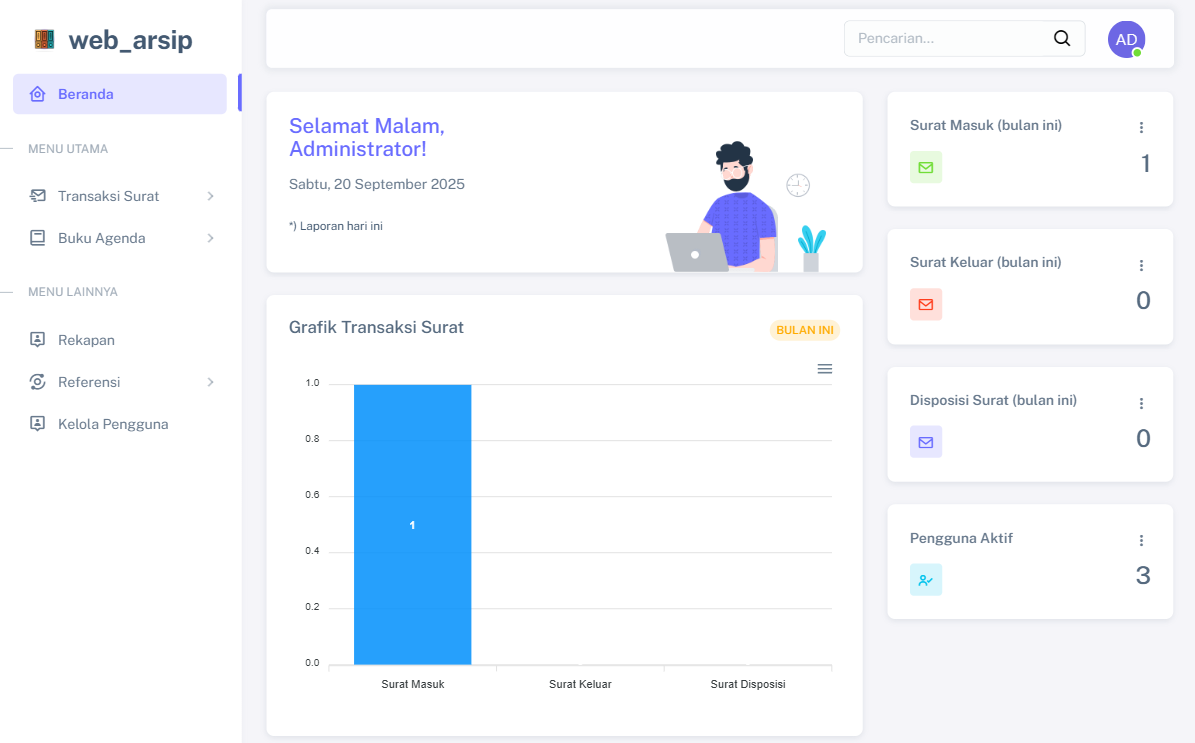 web_arsip
Beranda
MENU UTAMA
Transaksi Surat
Buku Agenda
MENU LAINNYA
Rekapan
Referensi
Kelola Pengguna
Pencarian...
AD
Selamat Malam,
Administrator!
Sabtu, 20 September 2025
*) Laporan hari ini
Grafik Transaksi Surat
BULAN INI
1.0
0.8
0.6
0.4
0.2
0.0
1
Surat Masuk
Surat Keluar
Surat Disposisi
Surat Masuk (bulan ini)
1
Surat Keluar (bulan ini)
0
Disposisi Surat (bulan ini)
0
Pengguna Aktif
3